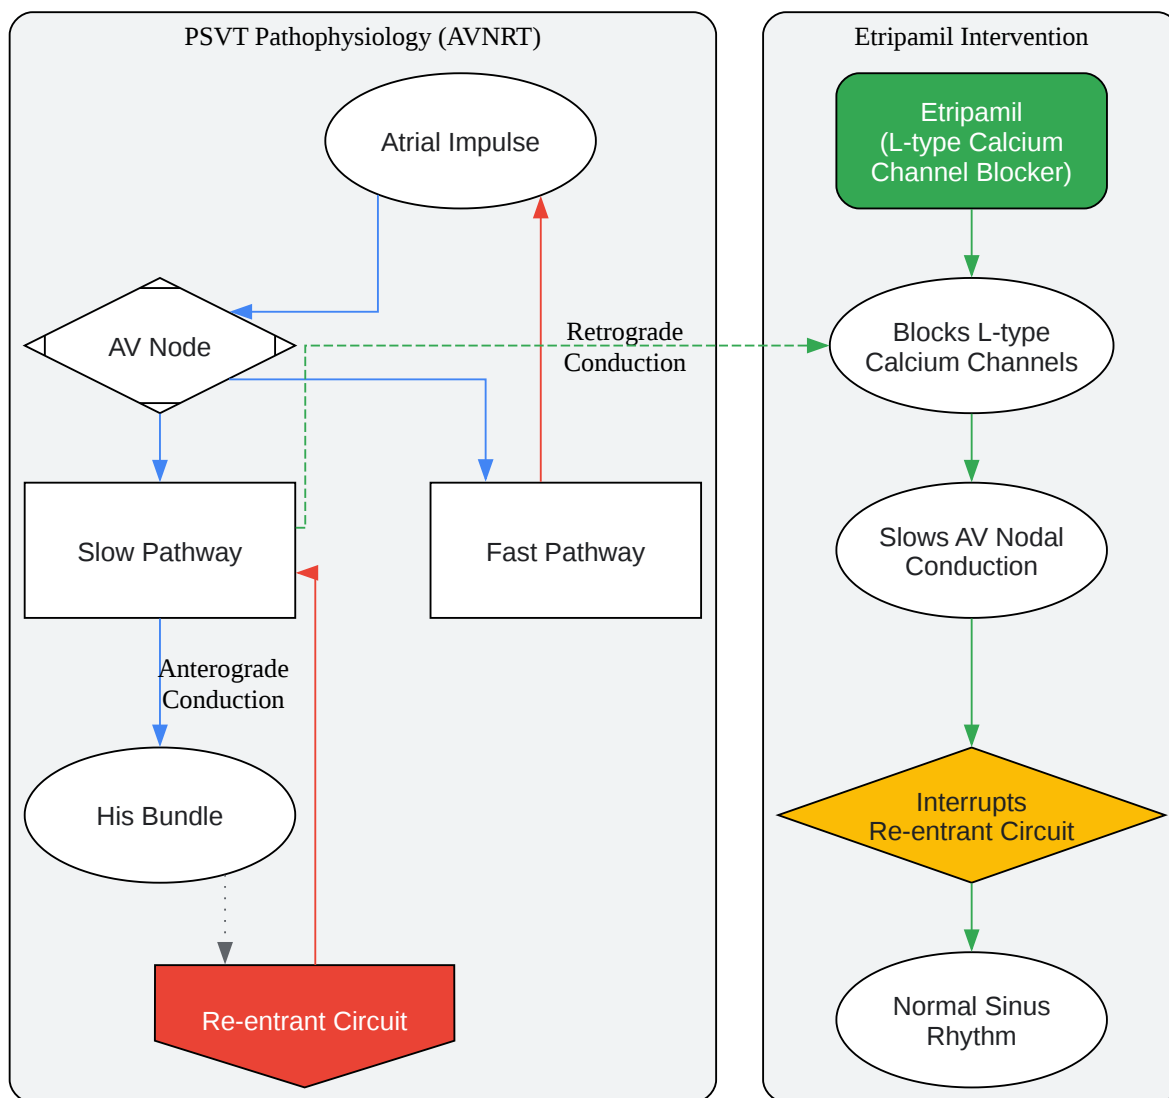 PSVT Pathophysiology (AVNRT)
Atrial Impulse
AV Node
Retrograde
Conduction
Slow Pathway
Fast Pathway
Anterograde
Conduction
His Bundle
Re-entrant Circuit
Etripamil Intervention
Etripamil
(L-type Calcium
Channel Blocker)
Blocks L-type
Calcium Channels
Slows AV Nodal
Conduction
Interrupts
Re-entrant Circuit
Normal Sinus
Rhythm